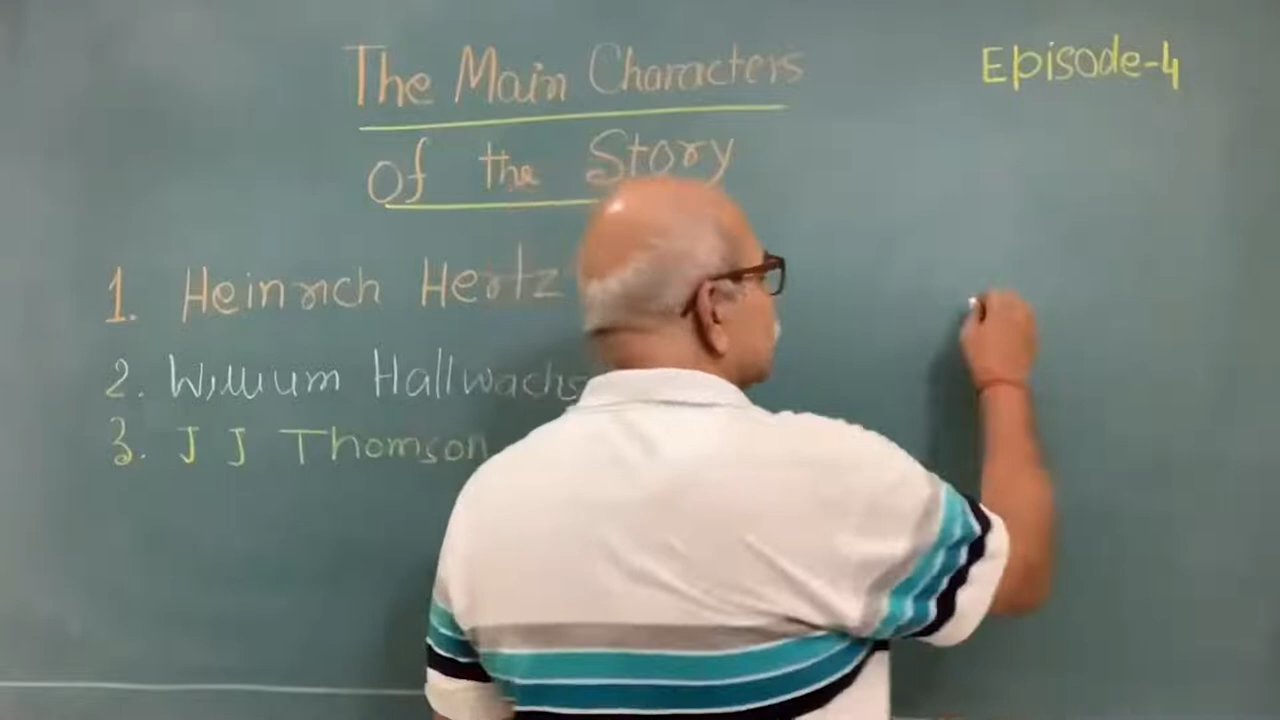 The Main Characters
Episode-4
of the Story
1. Heinrich Hertz
2. William Hallwachs
3. J J Thomson